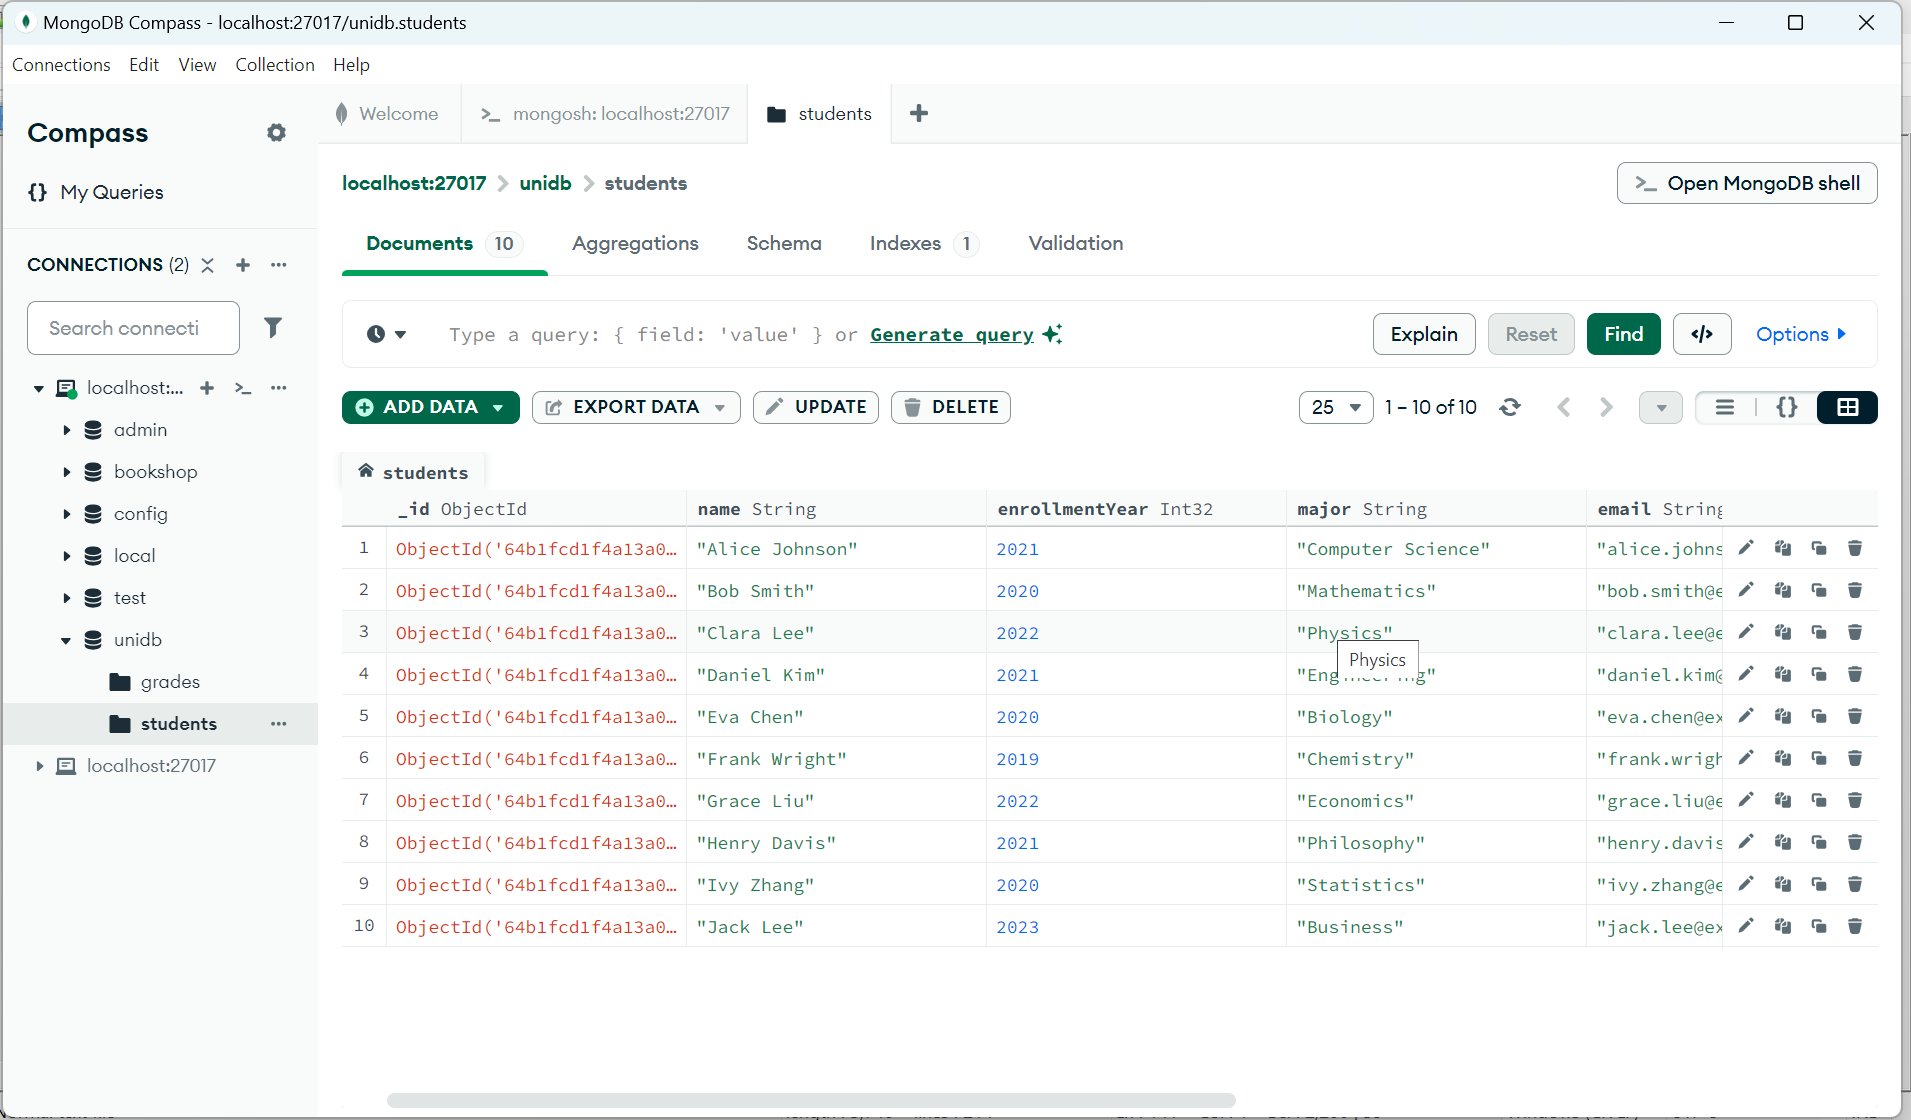 MongoDB Compass - localhost:27017/unidb.students
Connections Edit View Collection Help
Compass
My Queries
CONNECTIONS (2)
Search connecti
localhost:...
admin
bookshop
config
local
test
unidb
grades
students
localhost:27017
Welcome
mongosh: localhost:27017
students
localhost:27017 > unidb > students
>_ Open MongoDB shell
Documents 10 Aggregations Schema Indexes 1 Validation
Type a query: { field: 'value' } or Generate query
Explain Reset Find </> Options
ADD DATA EXPORT DATA UPDATE DELETE
25 1 – 10 of 10
students
_id ObjectId name String enrollmentYear Int32 major String email String
1 ObjectId('64b1fcd1f4a13a0... "Alice Johnson" 2021 "Computer Science" "alice.johns
2 ObjectId('64b1fcd1f4a13a0... "Bob Smith" 2020 "Mathematics" "bob.smith@e
3 ObjectId('64b1fcd1f4a13a0... "Clara Lee" 2022 "Physics" "clara.lee@e
Physics
4 ObjectId('64b1fcd1f4a13a0... "Daniel Kim" 2021 "Engineering" "daniel.kim@
5 ObjectId('64b1fcd1f4a13a0... "Eva Chen" 2020 "Biology" "eva.chen@ex
6 ObjectId('64b1fcd1f4a13a0... "Frank Wright" 2019 "Chemistry" "frank.wrigh
7 ObjectId('64b1fcd1f4a13a0... "Grace Liu" 2022 "Economics" "grace.liu@e
8 ObjectId('64b1fcd1f4a13a0... "Henry Davis" 2021 "Philosophy" "henry.davis
9 ObjectId('64b1fcd1f4a13a0... "Ivy Zhang" 2020 "Statistics" "ivy.zhang@e
10 ObjectId('64b1fcd1f4a13a0... "Jack Lee" 2023 "Business" "jack.lee@ex